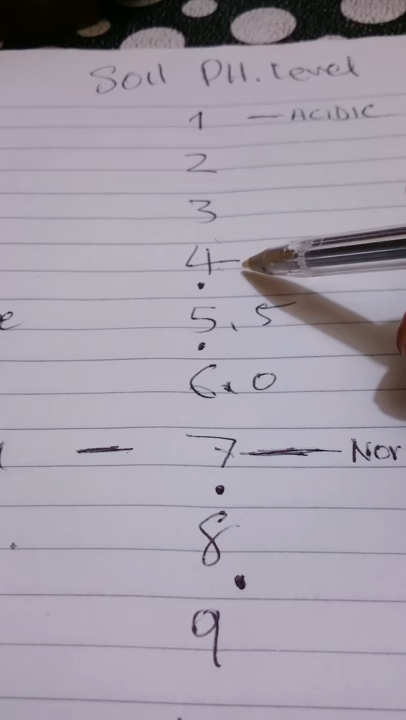 Soil PH. Level
1 — ACIDIC
2
3
4
5.5
6.0
— 7 — Nor
8
9